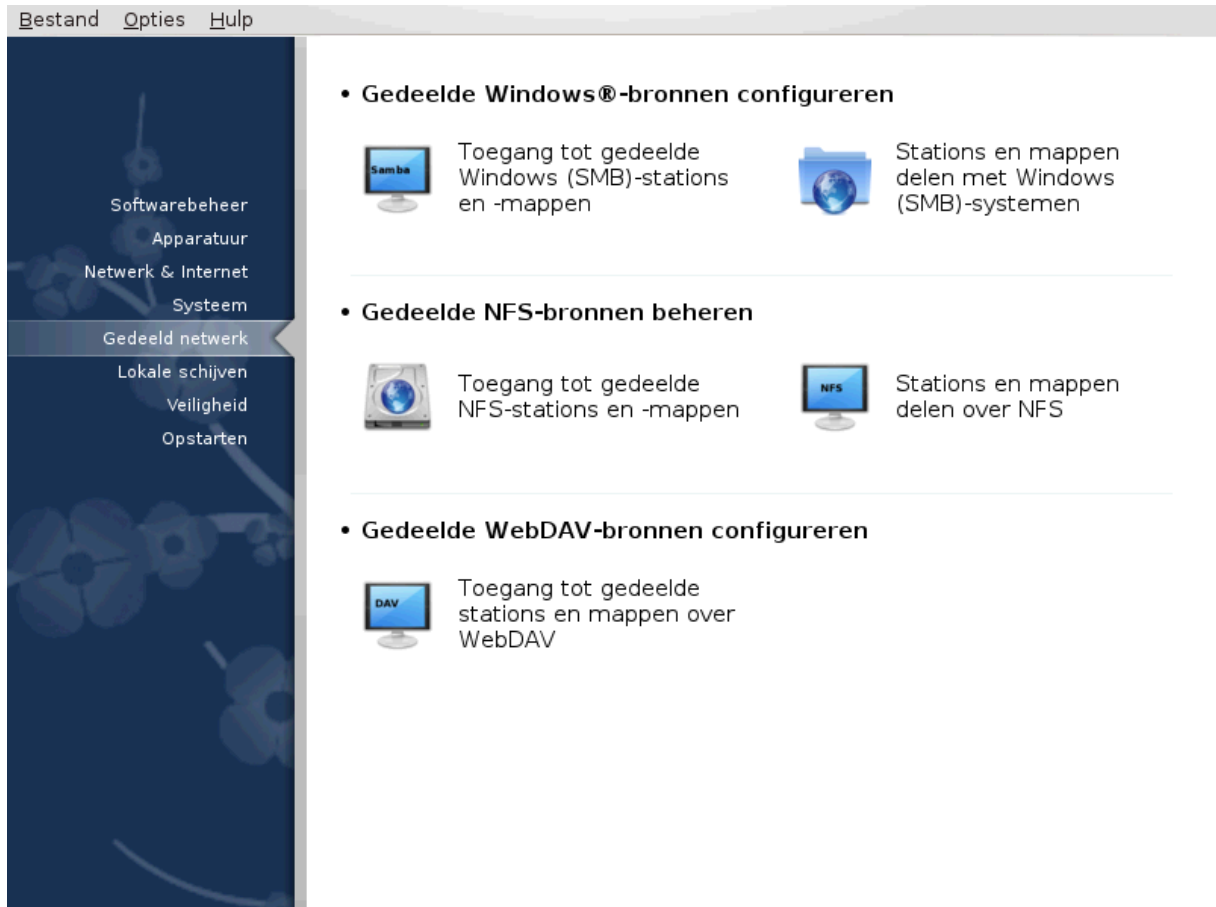 Bestand Opties Hulp
Softwarebeheer
Apparatuur
Netwerk & Internet
Systeem
Gedeeld netwerk
Lokale schijven
Veiligheid
Opstarten
• Gedeelde Windows®-bronnen configureren
Samba
Toegang tot gedeelde
Windows (SMB)-stations
en -mappen
Stations en mappen
delen met Windows
(SMB)-systemen
• Gedeelde NFS-bronnen beheren
Toegang tot gedeelde
NFS-stations en -mappen
NFS
Stations en mappen
delen over NFS
• Gedeelde WebDAV-bronnen configureren
DAV
Toegang tot gedeelde
stations en mappen over
WebDAV